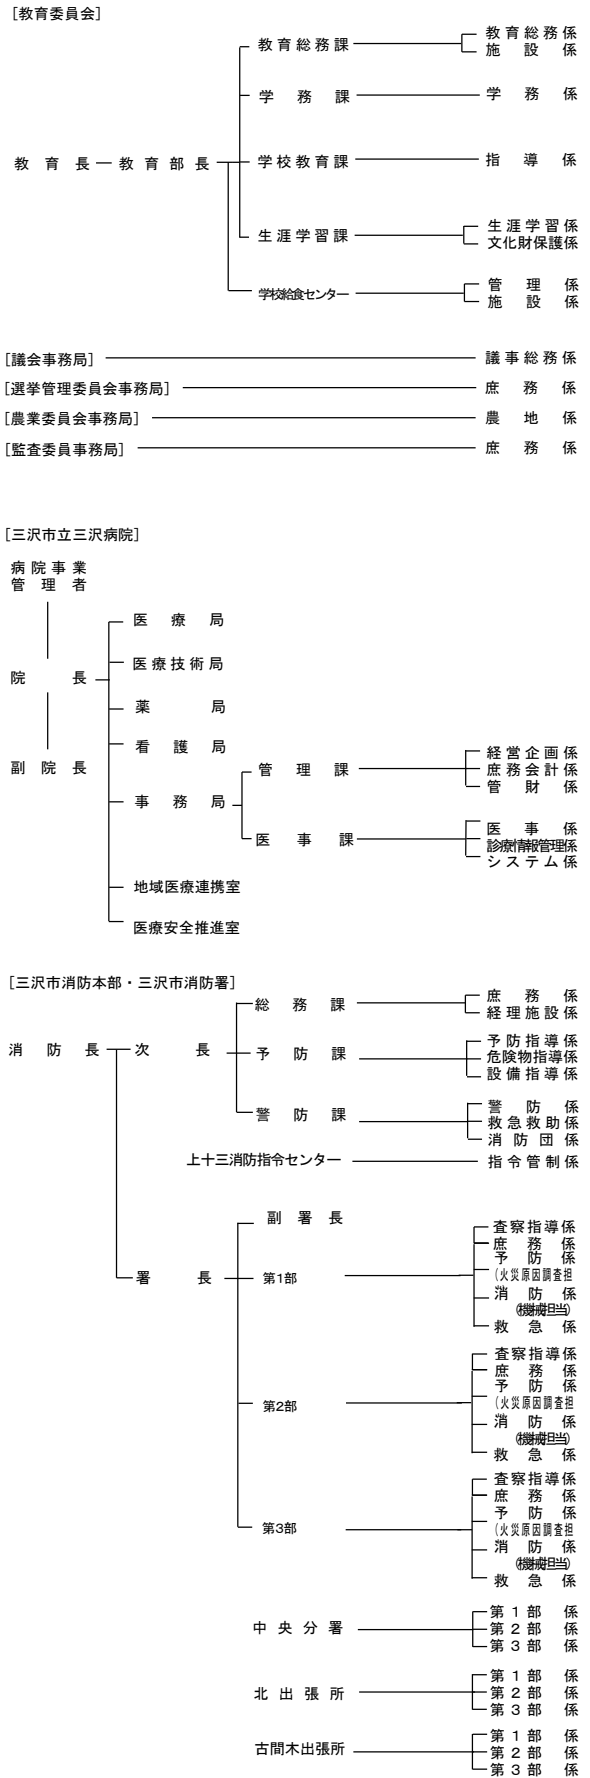 [教育委員会]
教育総務課
教育総務係
施設係
学務課
学務係
教育長
教育部長
学校教育課
指導係
生涯学習課
生涯学習係
文化財保護係
学校給食センター
管理係
施設係
[議会事務局]
議事総務係
[選挙管理委員会事務局]
庶務係
[農業委員会事務局]
農地係
[監査委員事務局]
庶務係
[三沢市立三沢病院]
病院事業
管理者
院長
副院長
医療局
医療技術局
薬局
看護局
事務局
管理課
経営企画係
庶務会計係
管財係
医事課
医事係
診療情報管理係
システム係
地域医療連携室
医療安全推進室
[三沢市消防本部・三沢市消防署]
消防長
次長
総務課
庶務係
経理施設係
予防課
予防指導係
危険物指導係
設備指導係
警防課
警防係
救急救助係
消防団係
上十三消防指令センター
指令管制係
署長
副署長
第1部
査察指導係
庶務係
予防係
(火災原因調査担
消防係
(機械担当)
救急係
第2部
査察指導係
庶務係
予防係
(火災原因調査担
消防係
(機械担当)
救急係
第3部
査察指導係
庶務係
予防係
(火災原因調査担
消防係
(機械担当)
救急係
中央分署
第1部係
第2部係
第3部係
北出張所
第1部係
第2部係
第3部係
古間木出張所
第1部係
第2部係
第3部係